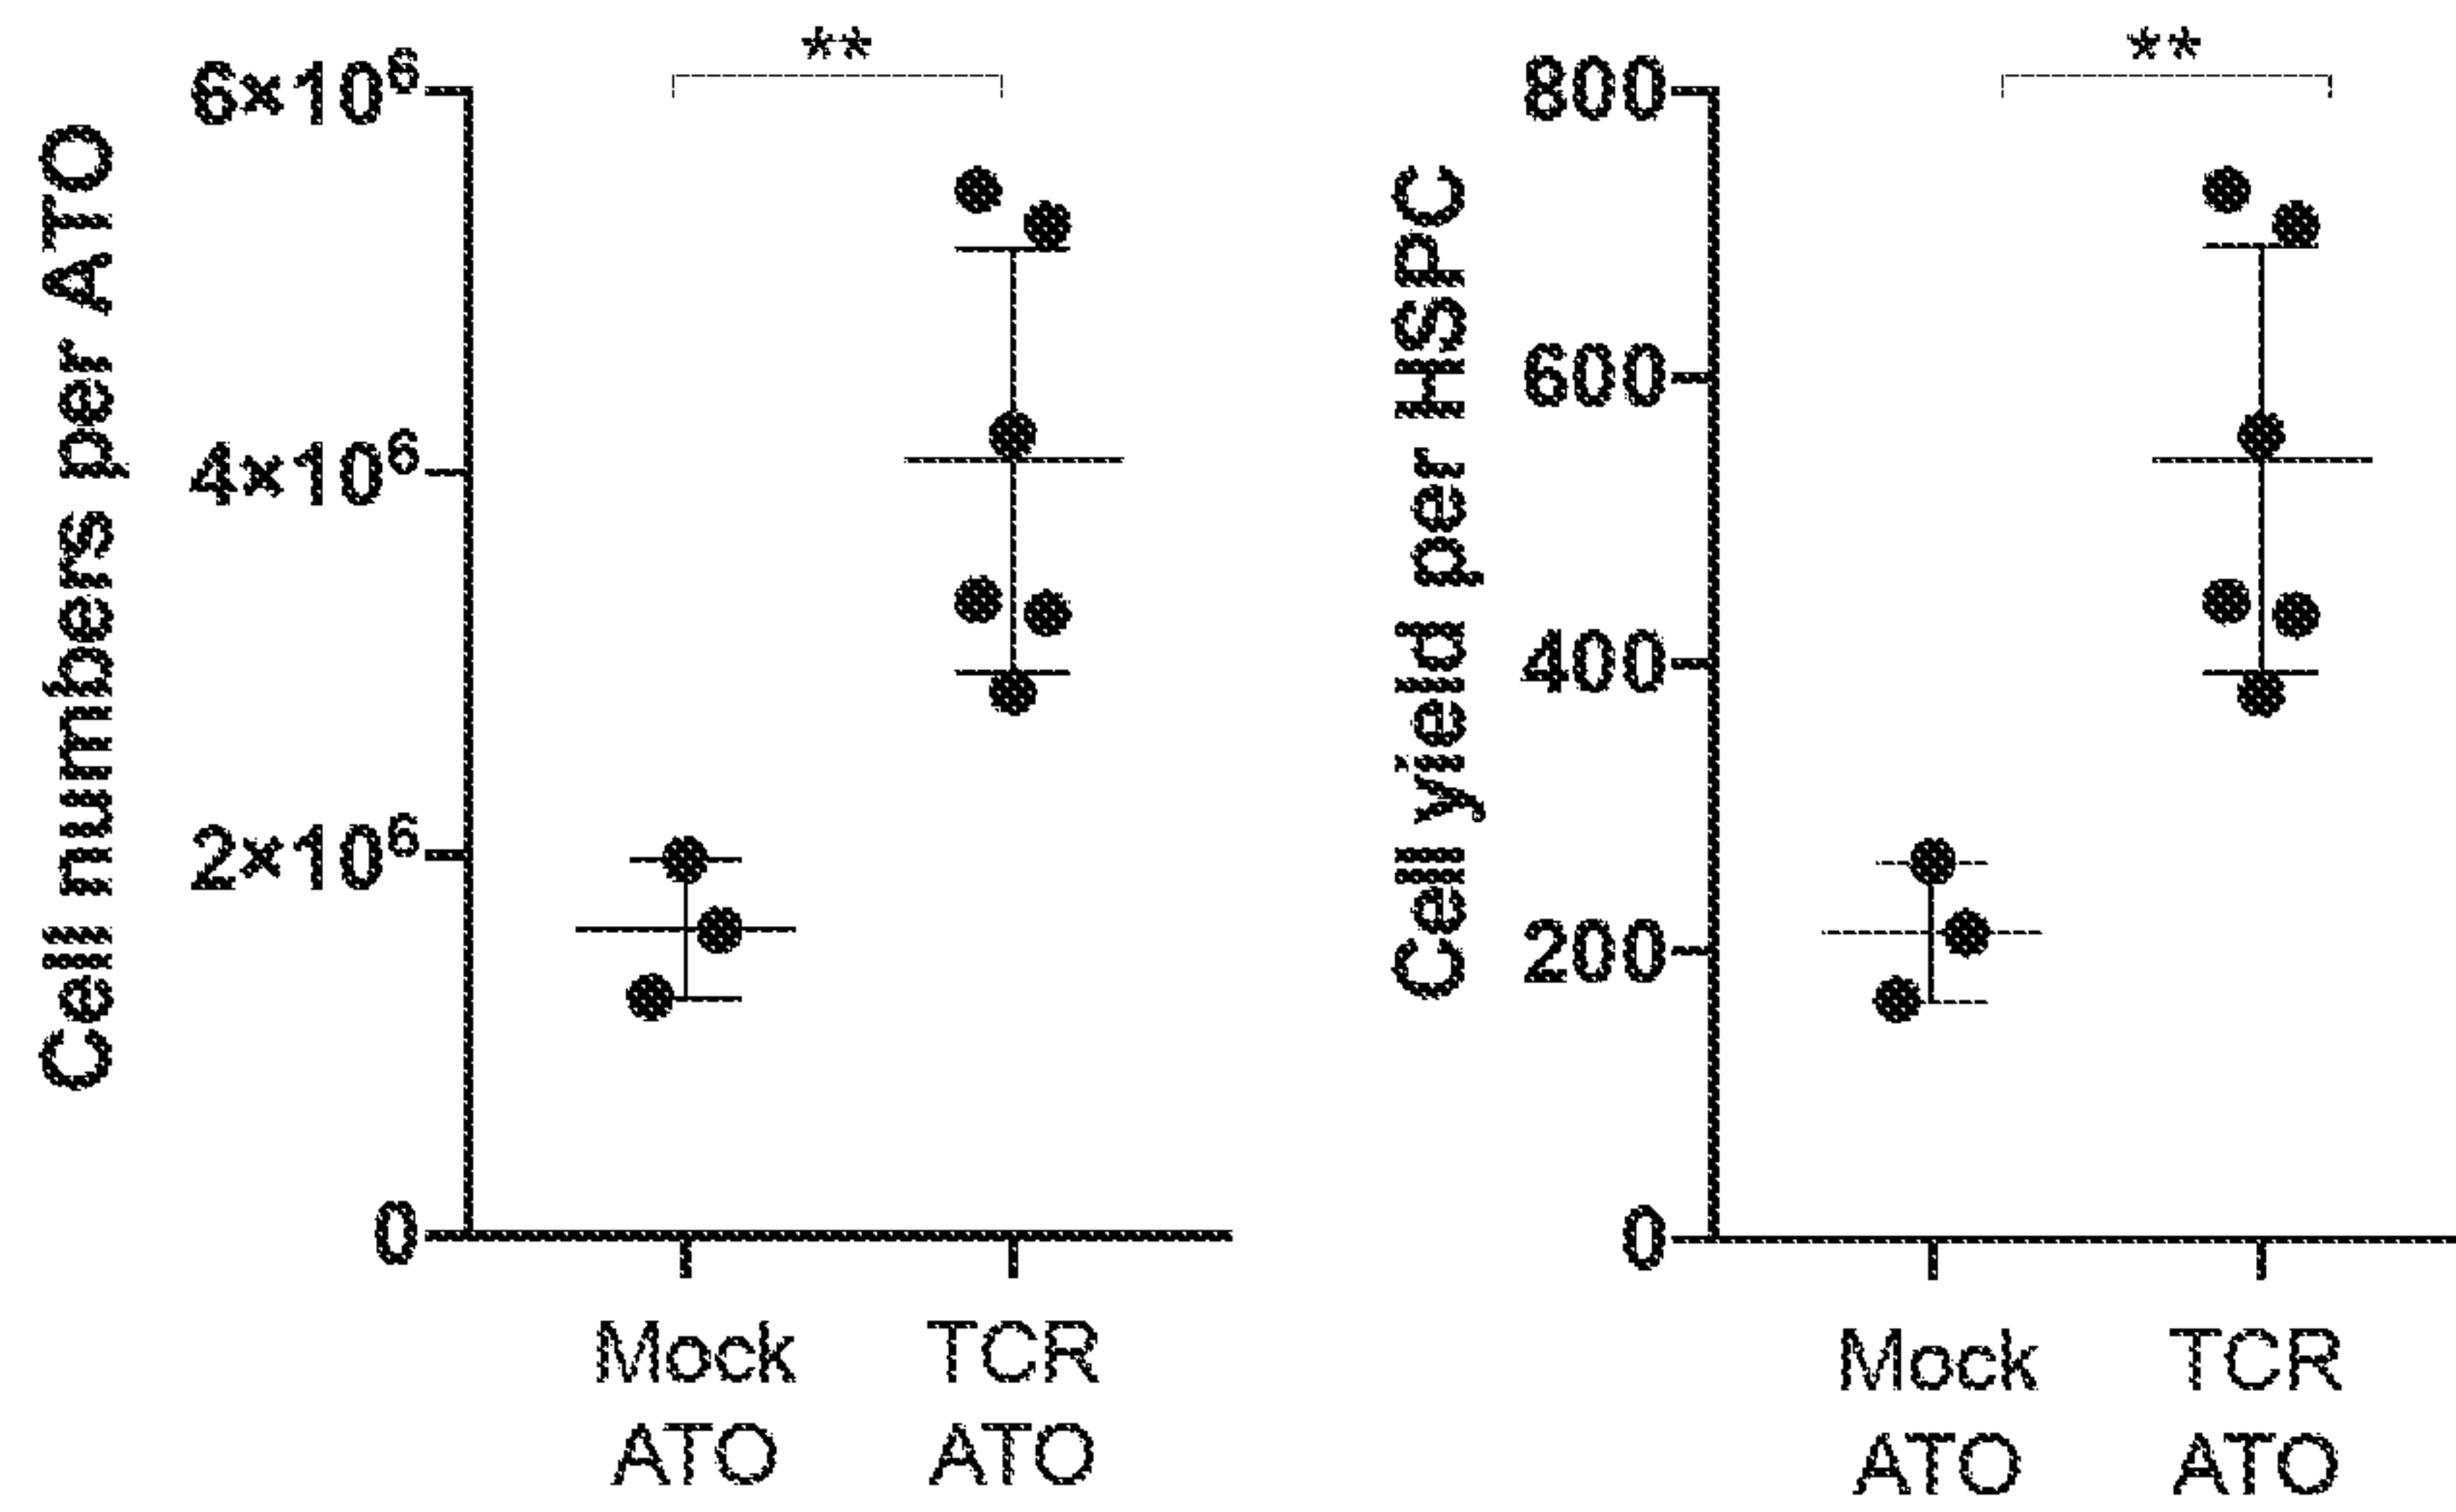 Cell numbers per ATO
6×10⁶
4×10⁶
2×10⁶
0
**
Mock
ATO
TCR
ATO
Cell yield per HSPC
800
600
400
200
0
**
Mock
ATO
TCR
ATO